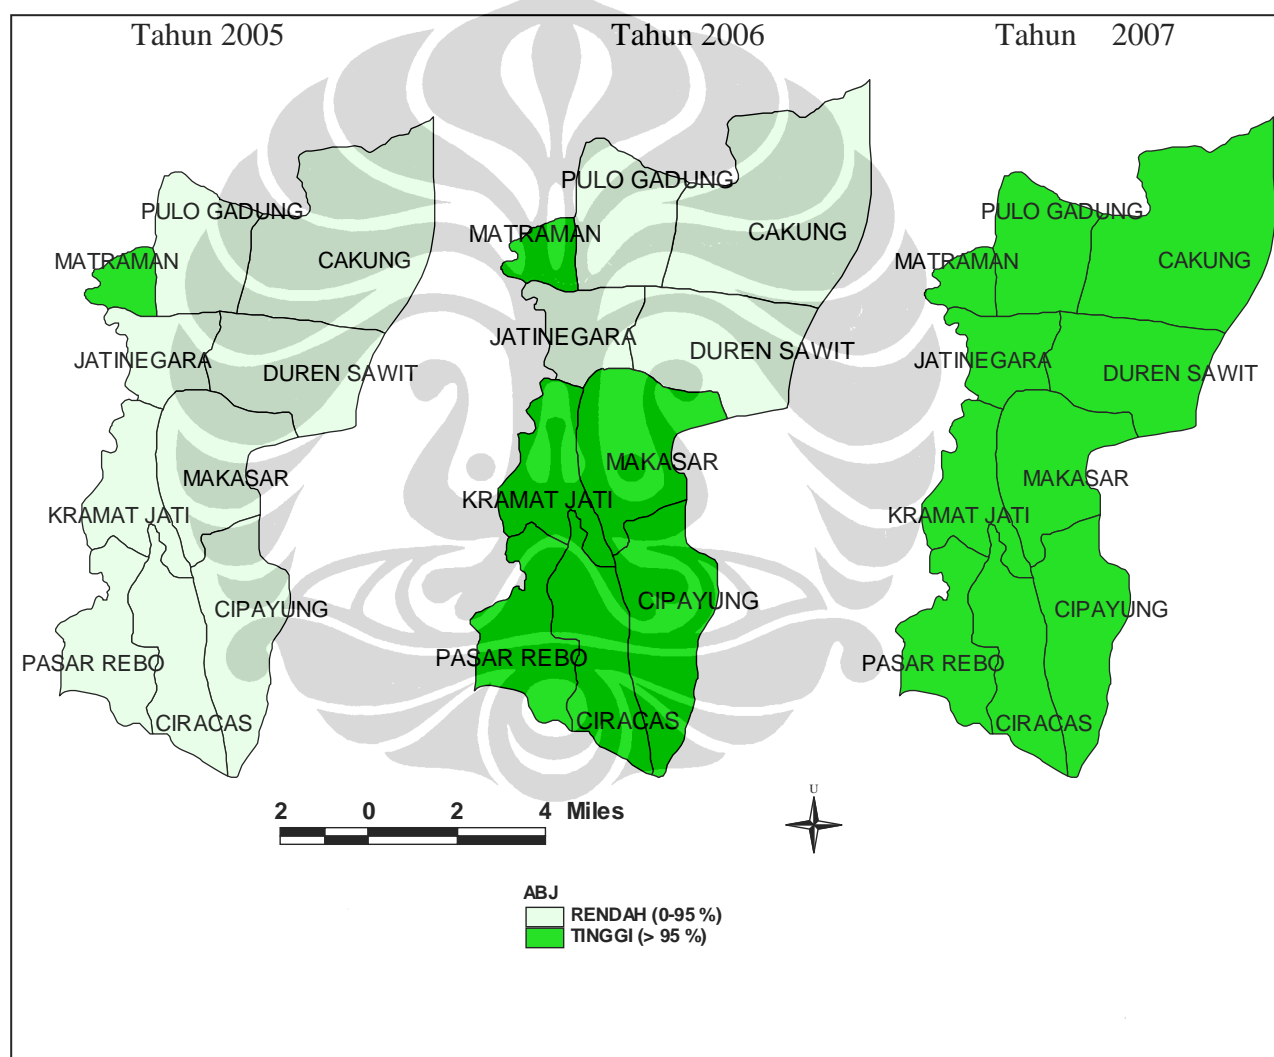 Tahun 2005
Tahun 2006
Tahun 2007
PULO GADUNG
MATRAMAN
CAKUNG
JATINEGARA
DUREN SAWIT
MAKASAR
KRAMAT JATI
CIPAYUNG
PASAR REBO
CIRACAS
PULO GADUNG
MATRAMAN
CAKUNG
JATINEGARA
DUREN SAWIT
MAKASAR
KRAMAT JATI
CIPAYUNG
PASAR REBO
CIRACAS
PULO GADUNG
MATRAMAN
CAKUNG
JATINEGARA
DUREN SAWIT
MAKASAR
KRAMAT JATI
CIPAYUNG
PASAR REBO
CIRACAS
2 0 2 4 Miles
U
ABJ
RENDAH (0-95 %)
TINGGI (> 95 %)